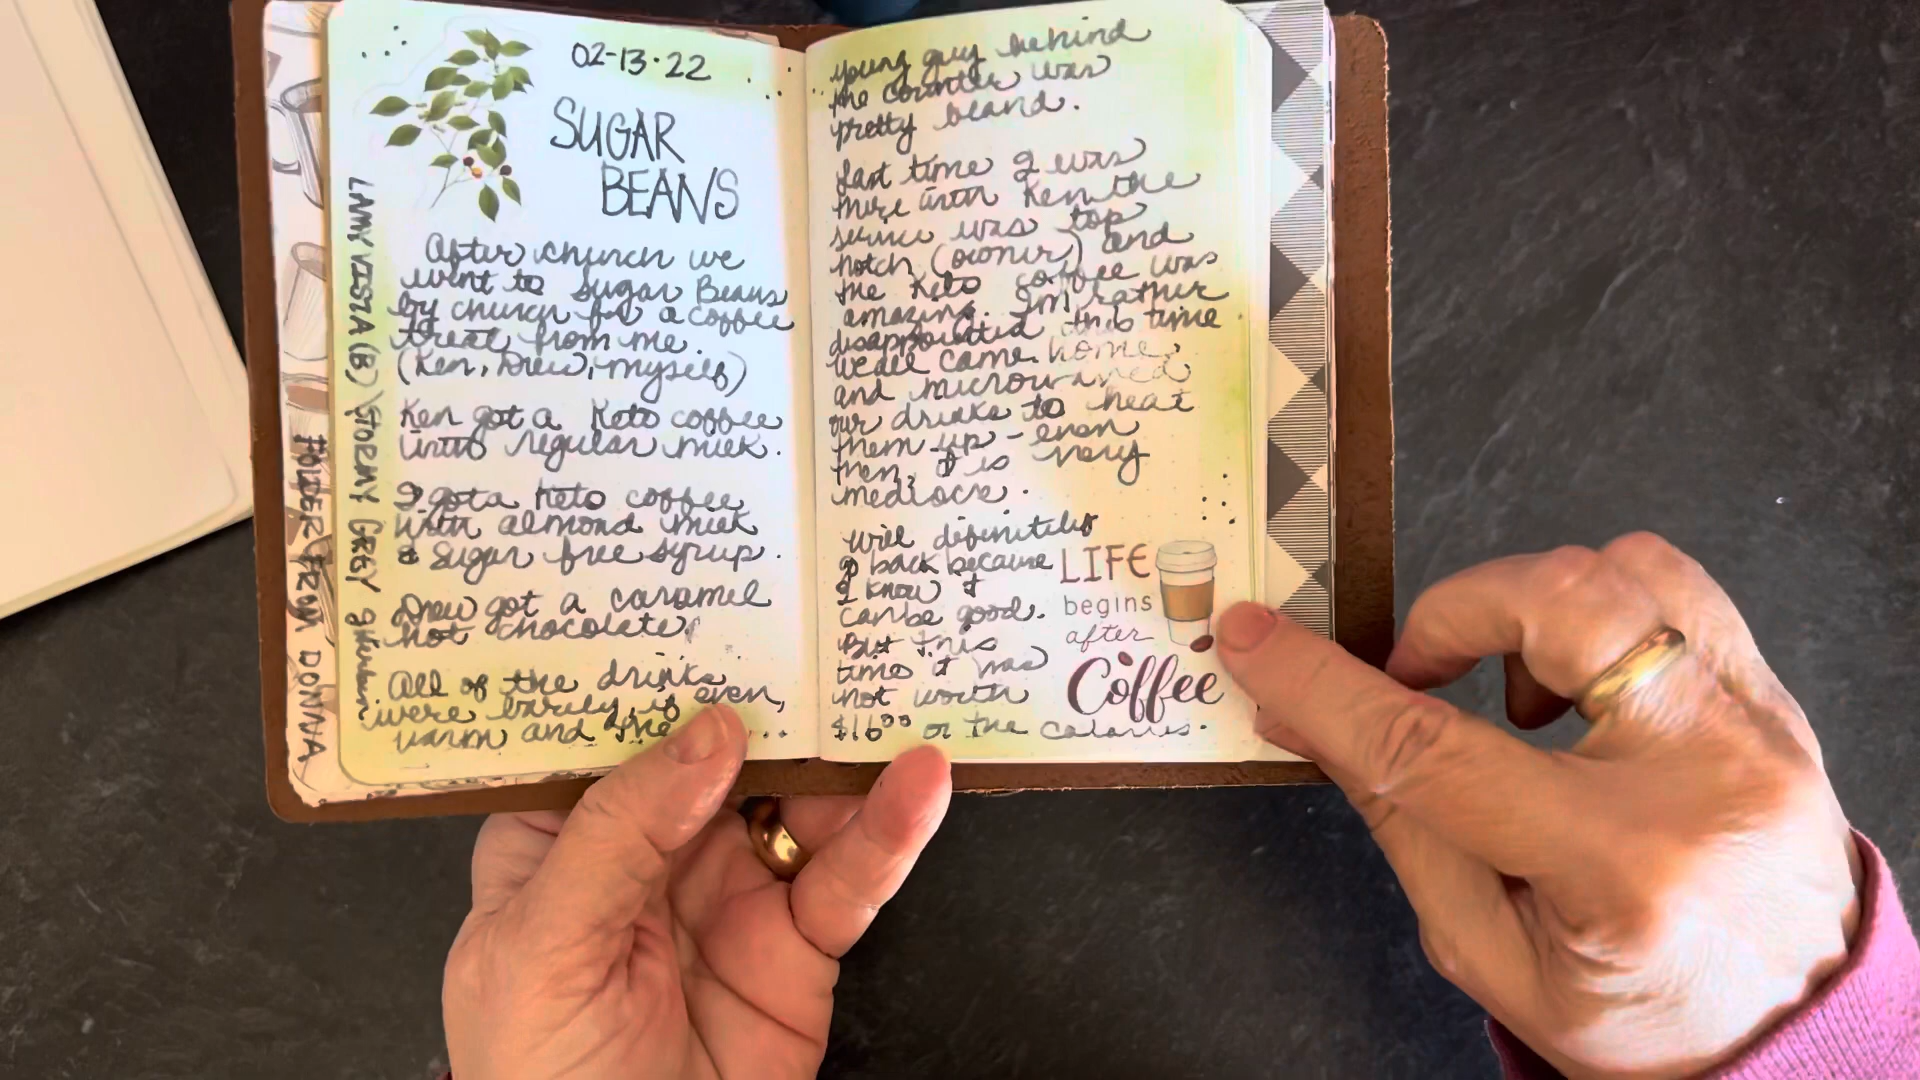 02-13-22
SUGAR
BEANS
After church we
went to Sugar Beans
by church for a coffee
treat from me.
(Ken, Drew, myself)
Ken got a Keto coffee
with regular milk.
I got a Keto coffee
with almond milk
& sugar free syrup.
Drew got a caramel
hot chocolate.
All of the drinks
were barely, if even,
warm and the
LAMY VISTA (B) STORMY GREY
FOLDER FROM DONNA
young guy behind
the counter was
pretty bland.
Last time I was
here with Ken the
service was top
notch (owner) and
the Keto coffee was
amazing. I'm rather
disappointed this time
We all came home
and microwaved
our drinks to heat
them up - even
then, it is very
mediocre.
Will definitely
go back because
I know it
can be good.
But this
time it was
not worth
$16⁰⁰ or the calories.
LIFE
begins
after
Coffee